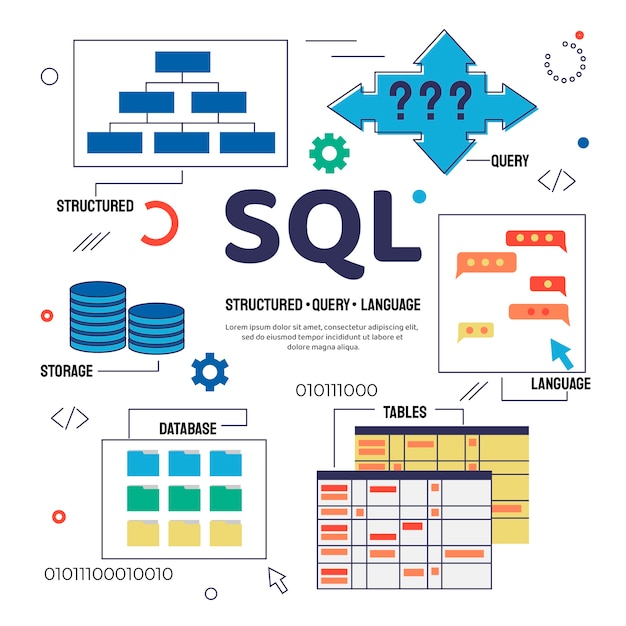 ???
QUERY
STRUCTURED
SQL
STRUCTURED • QUERY • LANGUAGE
Lorem ipsum dolor sit amet, consectetur adipiscing elit,
sed do eiusmod tempor incididunt ut labore et dolore
magna aliqua.
STORAGE
LANGUAGE
010111000
TABLES
</>
</>
DATABASE
01011100010010